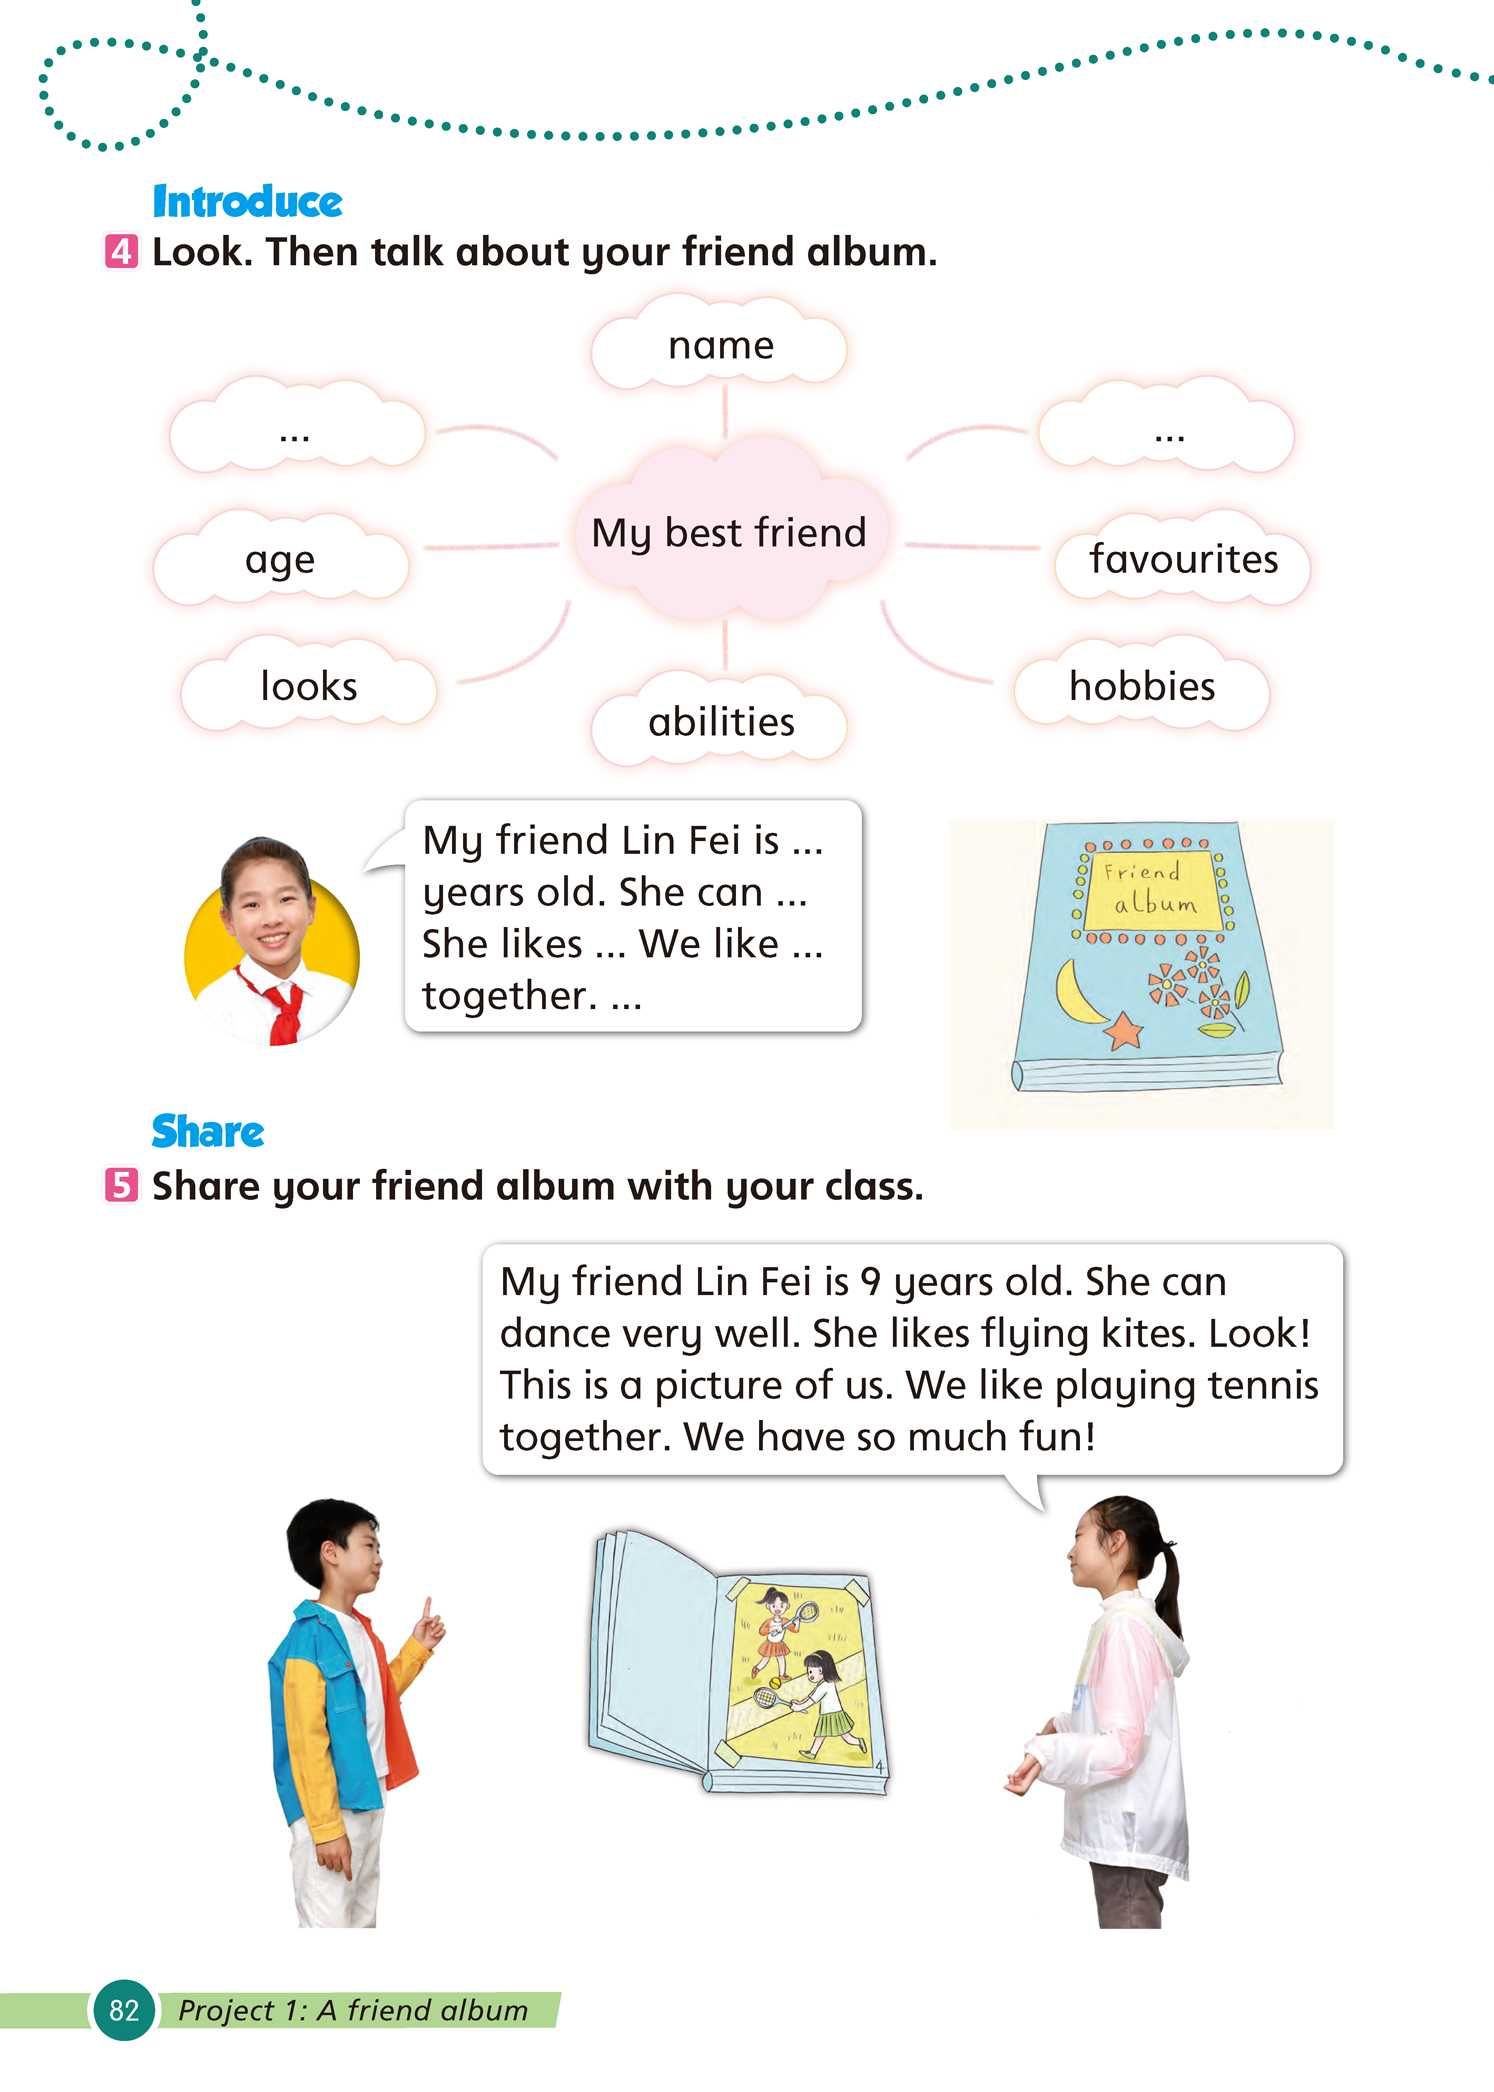 Introduce
4 Look. Then talk about your friend album.
name
...
...
My best friend
age
favourites
looks
hobbies
abilities
My friend Lin Fei is ...
years old. She can ...
She likes ... We like ...
together. ...
Friend
album
Share
5 Share your friend album with your class.
My friend Lin Fei is 9 years old. She can
dance very well. She likes flying kites. Look!
This is a picture of us. We like playing tennis
together. We have so much fun!
4
82 Project 1: A friend album